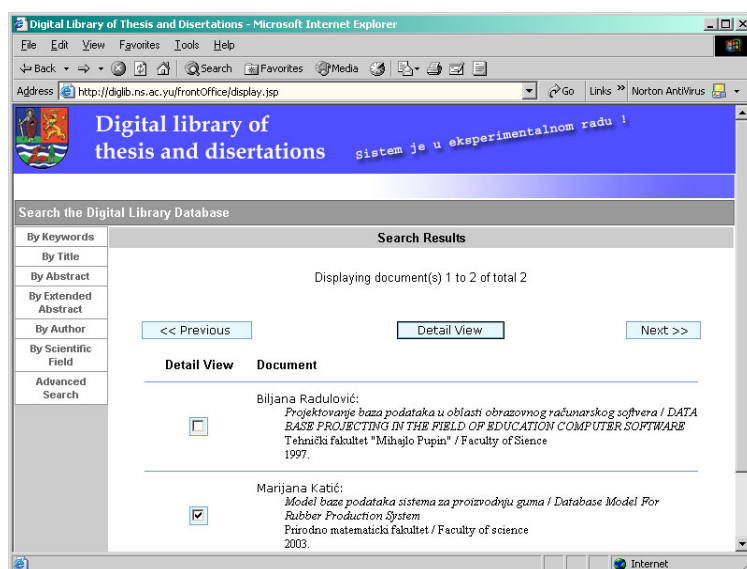 Digital Library of Thesis and Disertations - Microsoft Internet Explorer
File Edit View Favorites Tools Help
Back Search Favorites Media
Address http://diglib.ns.ac.yu/frontOffice/display.jsp Go Links » Norton AntiVirus
Digital library of
thesis and disertations
sistem je u eksperimentalnom radu !
Search the Digital Library Database
By Keywords
By Title
By Abstract
By Extended
Abstract
By Author
By Scientific
Field
Advanced
Search
Search Results
Displaying document(s) 1 to 2 of total 2
<< Previous Detail View Next >>
Detail View Document
Biljana Radulović:
Projektovanje baza podataka u oblasti obrazovnog računarskog softvera / DATA
BASE PROJECTING IN THE FIELD OF EDUCATION COMPUTER SOFTWARE
Tehnički fakultet "Mihajlo Pupin" / Faculty of Sience
1997.
Marijana Katić:
Model baze podataka sistema za proizvodnju guma / Database Model For
Rubber Production System
Prirodno matematicki fakultet / Faculty of science
2003.
Internet